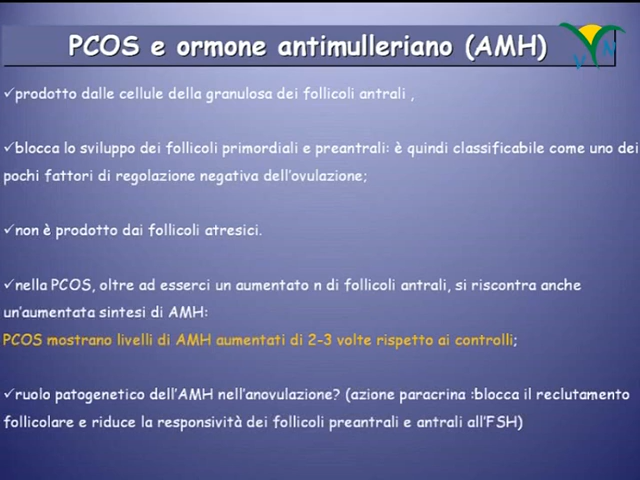 PCOS e ormone antimulleriano (AMH)
V N
✓prodotto dalle cellule della granulosa dei follicoli antrali ,
✓blocca lo sviluppo dei follicoli primordiali e preantrali: è quindi classificabile come uno dei
pochi fattori di regolazione negativa dell'ovulazione;
✓non è prodotto dai follicoli atresici.
✓nella PCOS, oltre ad esserci un aumentato n di follicoli antrali, si riscontra anche
un'aumentata sintesi di AMH:
PCOS mostrano livelli di AMH aumentati di 2-3 volte rispetto ai controlli;
✓ruolo patogenetico dell'AMH nell'anovulazione? (azione paracrina :blocca il reclutamento
follicolare e riduce la responsività dei follicoli preantrali e antrali all'FSH)